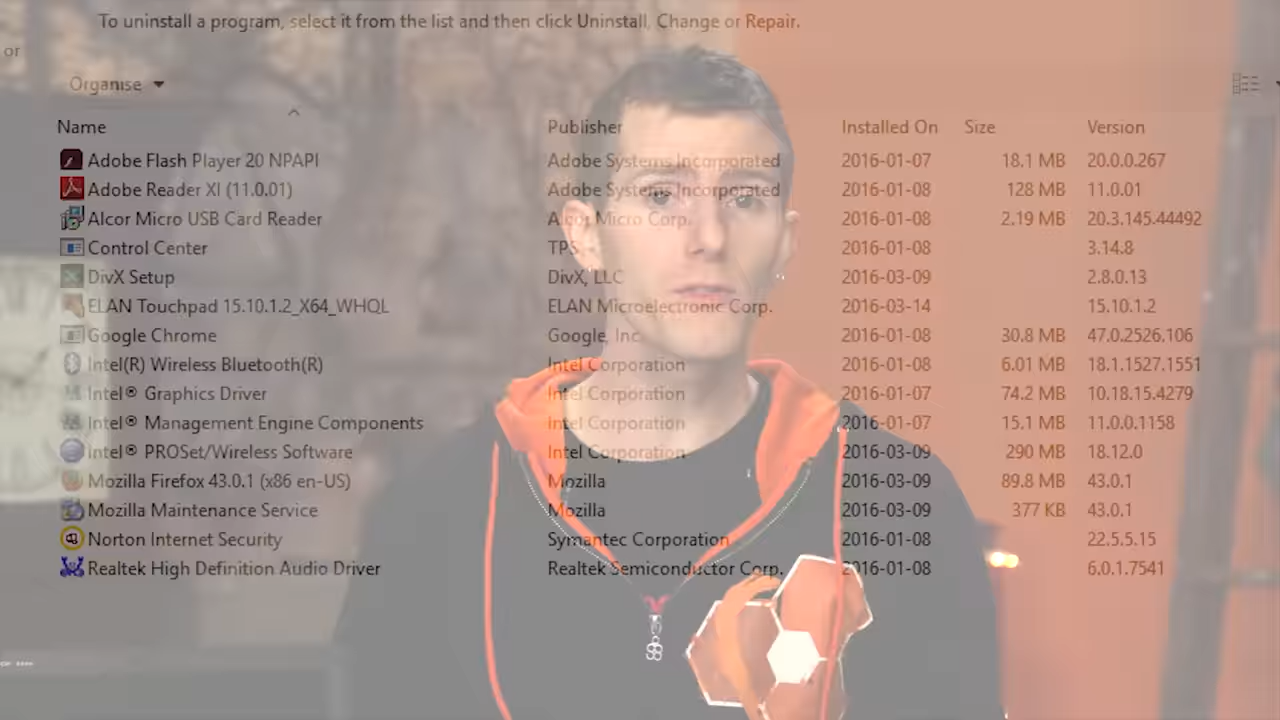 To uninstall a program, select it from the list and then click Uninstall, Change or Repair.
or
Organise
Name Publisher Installed On Size Version
Adobe Flash Player 20 NPAPI Adobe Systems Incorporated 2016-01-07 18.1 MB 20.0.0.267
Adobe Reader XI (11.0.01) Adobe Systems Incorporated 2016-01-08 128 MB 11.0.01
Alcor Micro USB Card Reader Alcor Micro Corp. 2016-01-08 2.19 MB 20.3.145.44492
Control Center TPS 2016-01-08 3.14.8
DivX Setup DivX, LLC 2016-03-09 2.8.0.13
ELAN Touchpad 15.10.1.2_X64_WHQL ELAN Microelectronic Corp. 2016-03-14 15.10.1.2
Google Chrome Google, Inc. 2016-01-08 30.8 MB 47.0.2526.106
Intel(R) Wireless Bluetooth(R) Intel Corporation 2016-01-08 6.01 MB 18.1.1527.1551
Intel® Graphics Driver Intel Corporation 2016-01-07 74.2 MB 10.18.15.4279
Intel® Management Engine Components Intel Corporation 2016-01-07 15.1 MB 11.0.0.1158
Intel® PROSet/Wireless Software Intel Corporation 2016-03-09 290 MB 18.12.0
Mozilla Firefox 43.0.1 (x86 en-US) Mozilla 2016-03-09 89.8 MB 43.0.1
Mozilla Maintenance Service Mozilla 2016-03-09 377 KB 43.0.1
Norton Internet Security Symantec Corporation 2016-01-08 22.5.5.15
Realtek High Definition Audio Driver Realtek Semiconductor Corp. 2016-01-08 6.0.1.7541